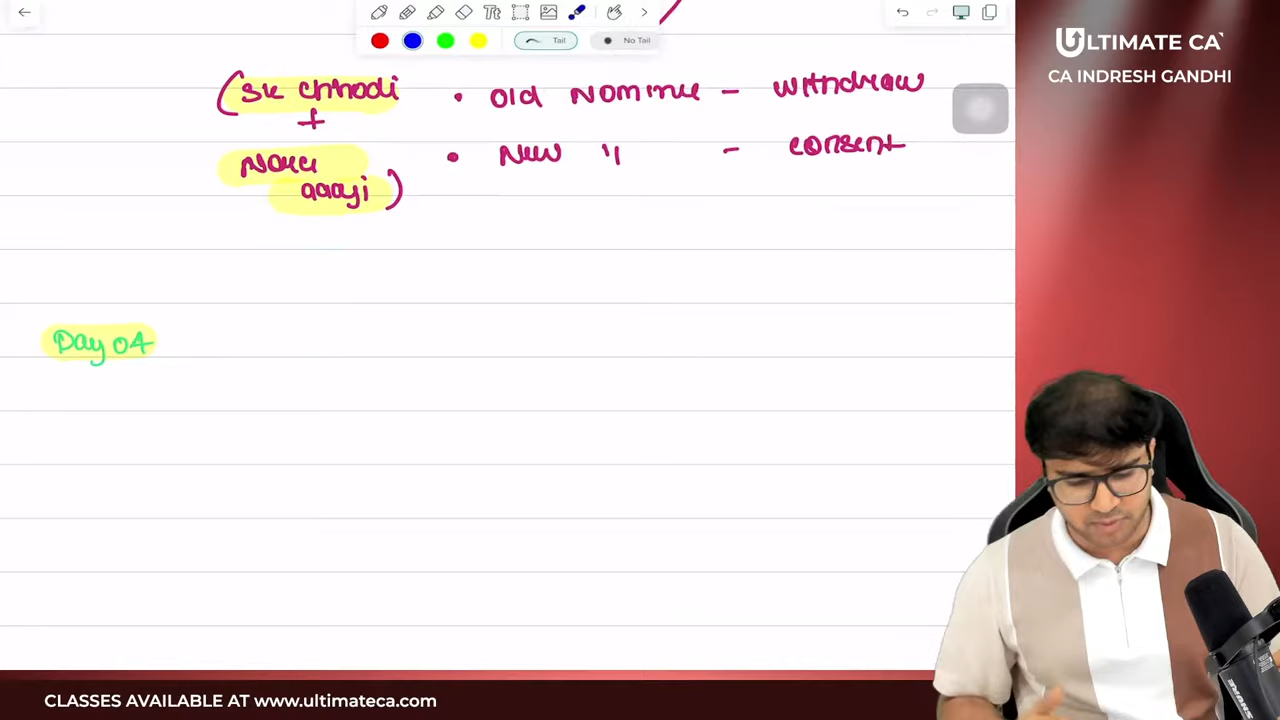 Tt
Tail
No Tail
ULTIMATE CA
CA INDRESH GANDHI
(SK chhodi • Old Nominee - withdraw
+
• New " - consent
aaayi)
Day 04
CLASSES AVAILABLE AT www.ultimateca.com